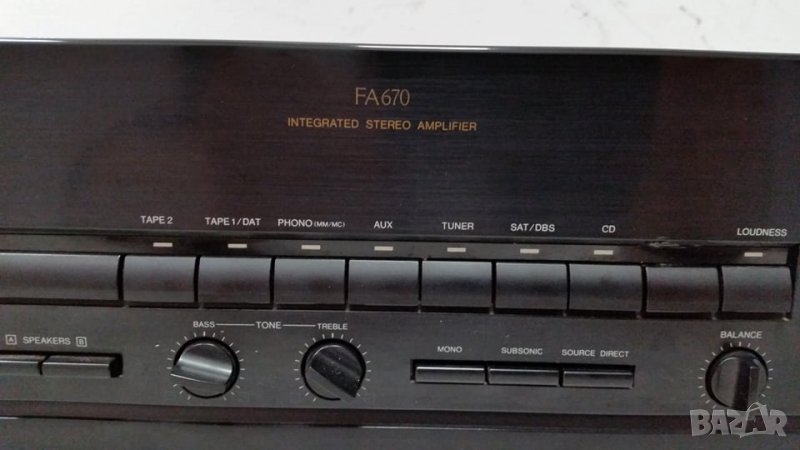 FA670
INTEGRATED STEREO AMPLIFIER
TAPE 2 TAPE 1/DAT PHONO (MM/MC) AUX TUNER SAT/DBS CD LOUDNESS
A SPEAKERS B BASS TONE TREBLE MONO SUBSONIC SOURCE DIRECT BALANCE
BAZAR